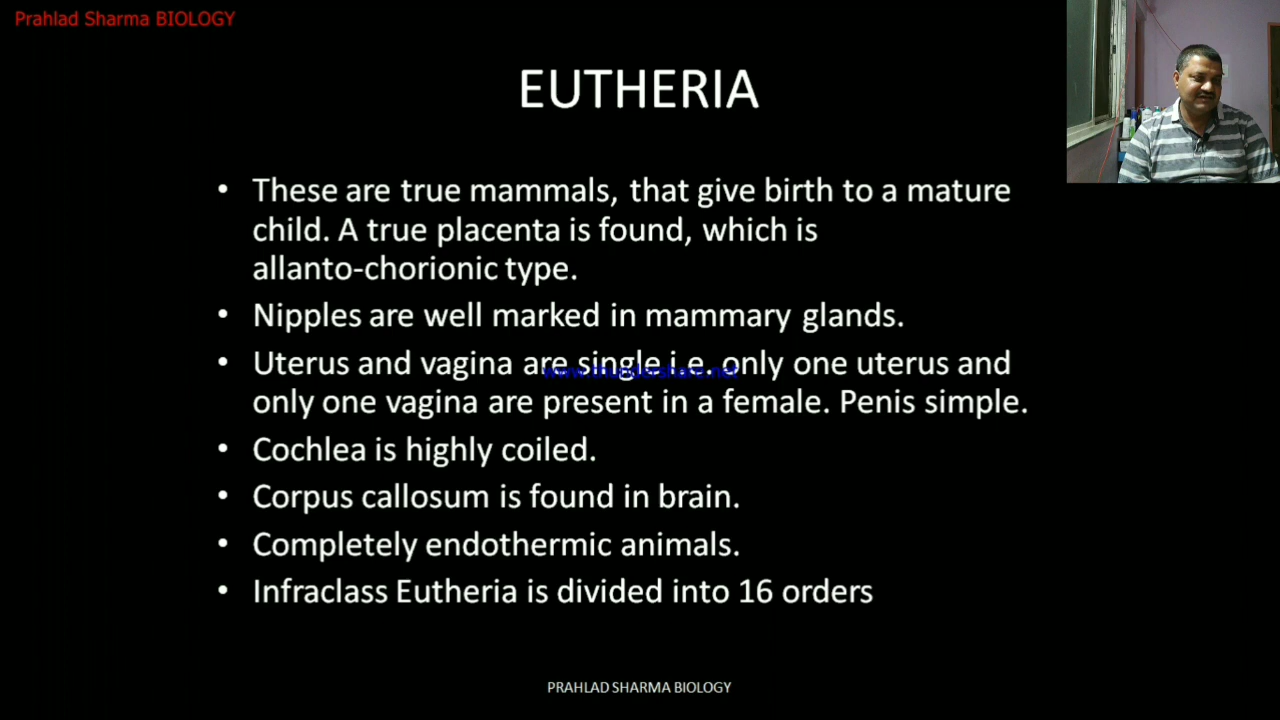 Prahlad Sharma BIOLOGY
EUTHERIA
• These are true mammals, that give birth to a mature
child. A true placenta is found, which is
allanto-chorionic type.
• Nipples are well marked in mammary glands.
• Uterus and vagina are single i.e. only one uterus and
www.thundershare.net
only one vagina are present in a female. Penis simple.
• Cochlea is highly coiled.
• Corpus callosum is found in brain.
• Completely endothermic animals.
• Infraclass Eutheria is divided into 16 orders
PRAHLAD SHARMA BIOLOGY